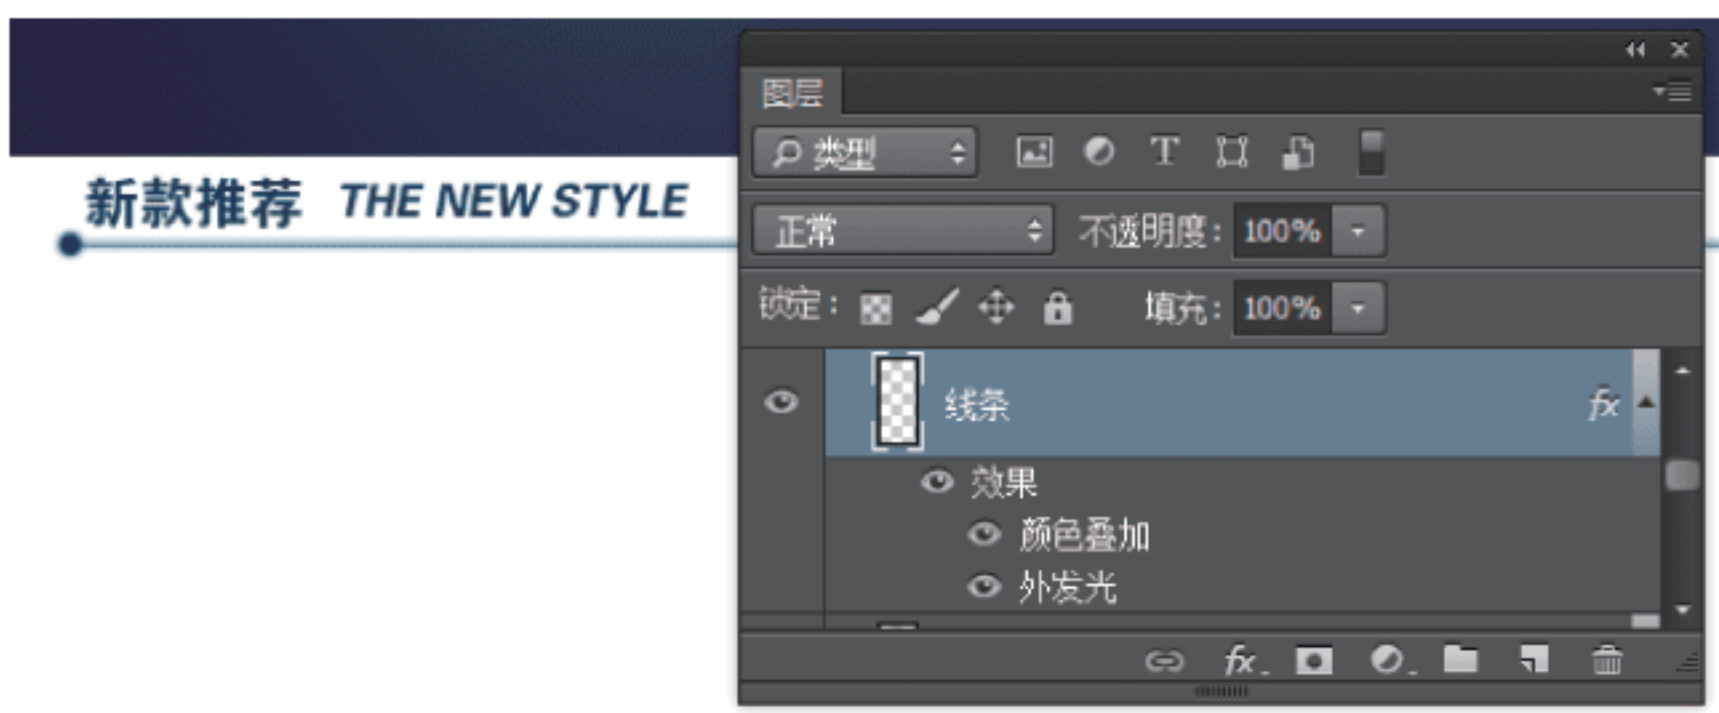 新款推荐 THE NEW STYLE
图层
类型
正常 不透明度: 100%
锁定: 填充: 100%
线条 fx
效果
颜色叠加
外发光
fx.